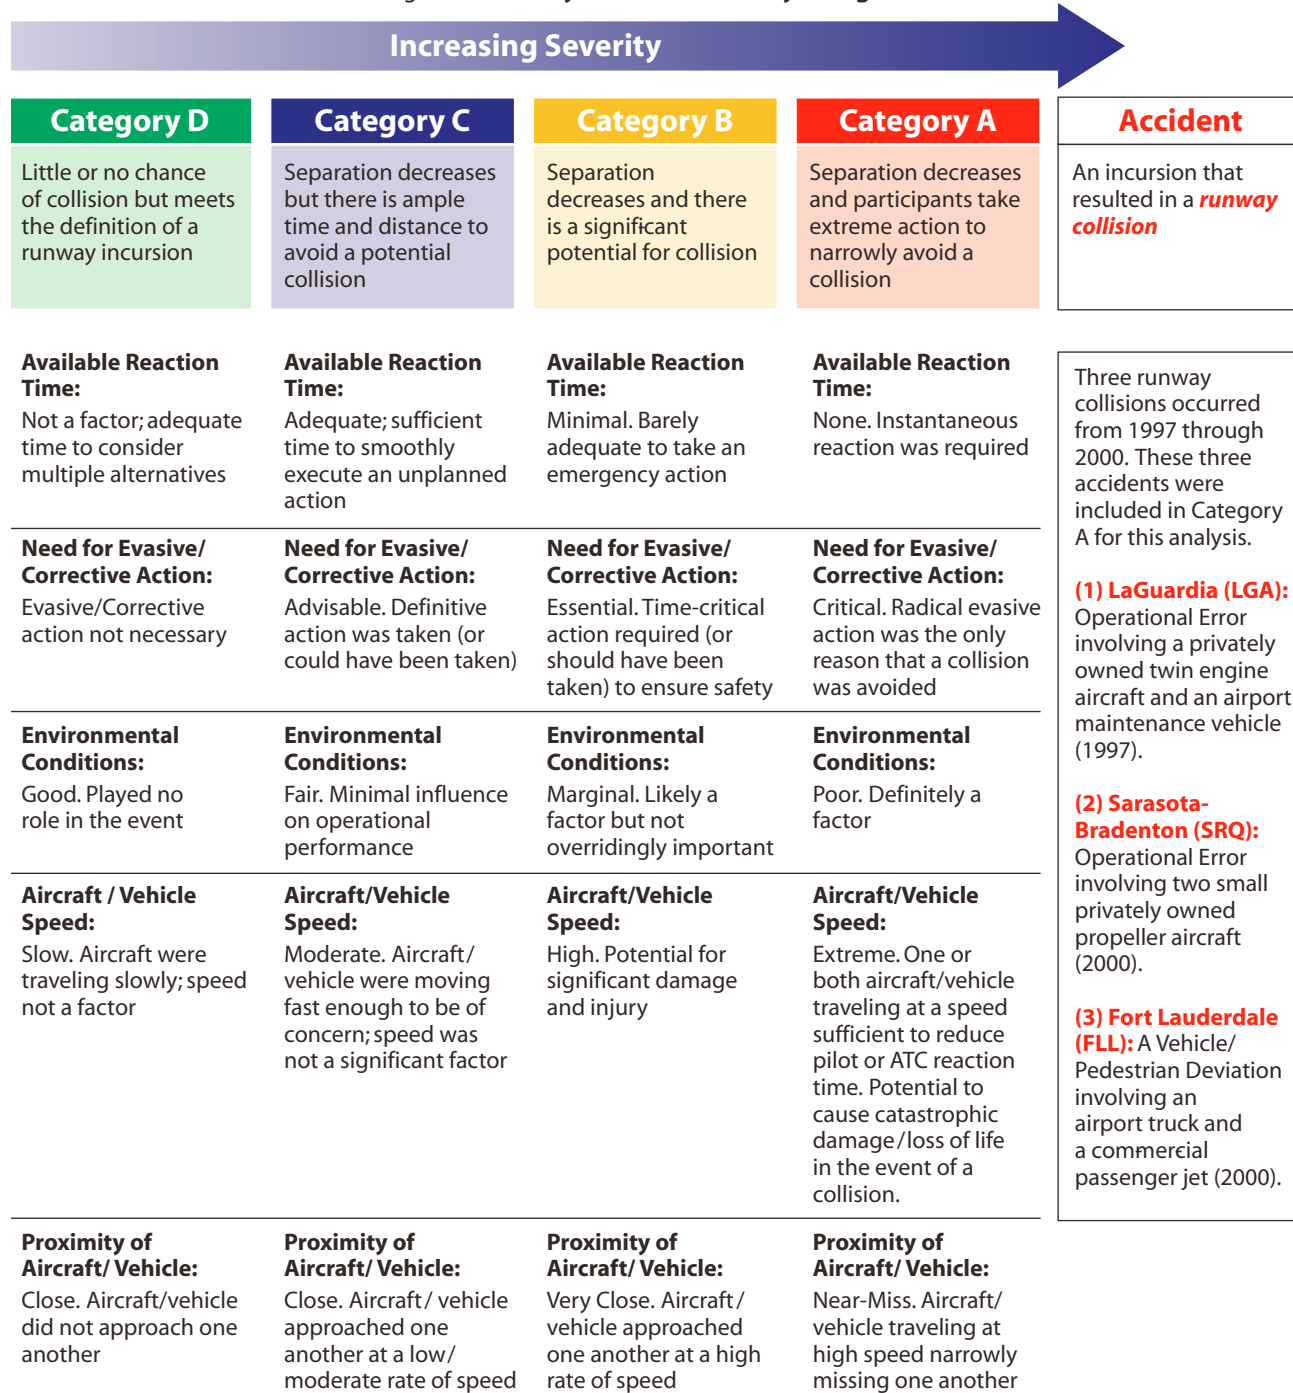 Increasing Severity
Category D
Little or no chance
of collision but meets
the definition of a
runway incursion
Category C
Separation decreases
but there is ample
time and distance to
avoid a potential
collision
Category B
Separation
decreases and there
is a significant
potential for collision
Category A
Separation decreases
and participants take
extreme action to
narrowly avoid a
collision
Accident
An incursion that
resulted in a runway
collision
Available Reaction
Time:
Not a factor; adequate
time to consider
multiple alternatives
Available Reaction
Time:
Adequate; sufficient
time to smoothly
execute an unplanned
action
Available Reaction
Time:
Minimal. Barely
adequate to take an
emergency action
Available Reaction
Time:
None. Instantaneous
reaction was required
Need for Evasive/
Corrective Action:
Evasive/Corrective
action not necessary
Need for Evasive/
Corrective Action:
Advisable. Definitive
action was taken (or
could have been taken)
Need for Evasive/
Corrective Action:
Essential. Time-critical
action required (or
should have been
taken) to ensure safety
Need for Evasive/
Corrective Action:
Critical. Radical evasive
action was the only
reason that a collision
was avoided
Environmental
Conditions:
Good. Played no
role in the event
Environmental
Conditions:
Fair. Minimal influence
on operational
performance
Environmental
Conditions:
Marginal. Likely a
factor but not
overridingly important
Environmental
Conditions:
Poor. Definitely a
factor
Aircraft / Vehicle
Speed:
Slow. Aircraft were
traveling slowly; speed
not a factor
Aircraft/Vehicle
Speed:
Moderate. Aircraft/
vehicle were moving
fast enough to be of
concern; speed was
not a significant factor
Aircraft/Vehicle
Speed:
High. Potential for
significant damage
and injury
Aircraft/Vehicle
Speed:
Extreme. One or
both aircraft/vehicle
traveling at a speed
sufficient to reduce
pilot or ATC reaction
time. Potential to
cause catastrophic
damage/loss of life
in the event of a
collision.
Proximity of
Aircraft/ Vehicle:
Close. Aircraft/vehicle
did not approach one
another
Proximity of
Aircraft/ Vehicle:
Close. Aircraft/ vehicle
approached one
another at a low/
moderate rate of speed
Proximity of
Aircraft/ Vehicle:
Very Close. Aircraft/
vehicle approached
one another at a high
rate of speed
Proximity of
Aircraft/ Vehicle:
Near-Miss. Aircraft/
vehicle traveling at
high speed narrowly
missing one another
Three runway
collisions occurred
from 1997 through
2000. These three
accidents were
included in Category
A for this analysis.
(1) LaGuardia (LGA):
Operational Error
involving a privately
owned twin engine
aircraft and an airport
maintenance vehicle
(1997).
(2) Sarasota-
Bradenton (SRQ):
Operational Error
involving two small
privately owned
propeller aircraft
(2000).
(3) Fort Lauderdale
(FLL): A Vehicle/
Pedestrian Deviation
involving an
airport truck and
a commercial
passenger jet (2000).